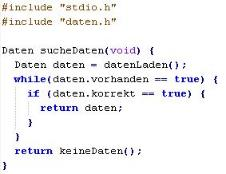 #include "stdio.h"
#include "daten.h"
Daten sucheDaten(void) {
Daten daten = datenLaden();
while(daten.vorhanden == true) {
if (daten.korrekt == true) {
return daten;
}
}
return keineDaten();
}